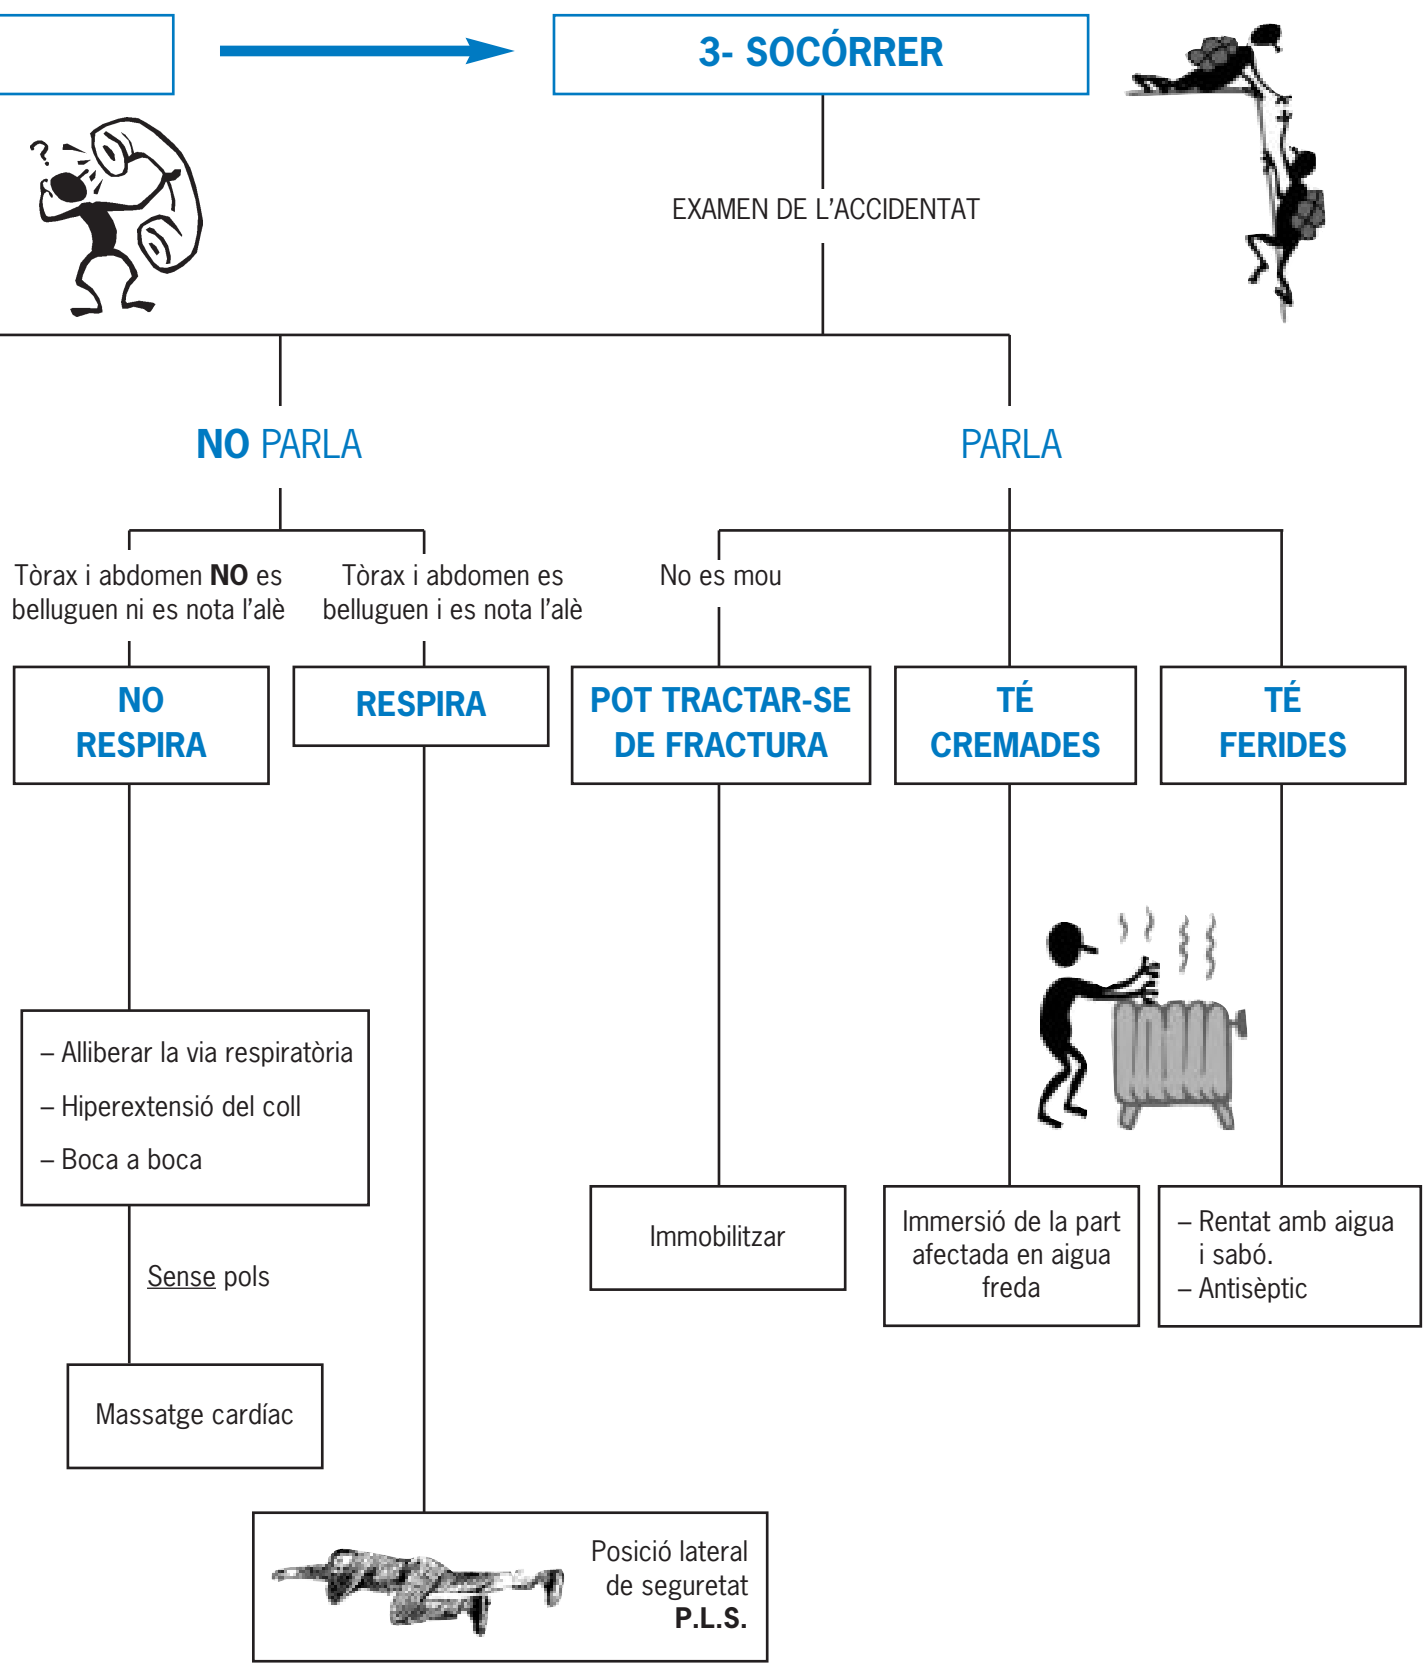 3- SOCÓRRER
?
EXAMEN DE L'ACCIDENTAT
NO PARLA
PARLA
Tòrax i abdomen NO es
belluguen ni es nota l'alè
Tòrax i abdomen es
belluguen i es nota l'alè
No es mou
NO
RESPIRA
RESPIRA
POT TRACTAR-SE
DE FRACTURA
TÉ
CREMADES
TÉ
FERIDES
– Alliberar la via respiratòria
– Hiperextensió del coll
– Boca a boca
Immobilitzar
Immersió de la part
afectada en aigua
freda
– Rentat amb aigua
i sabó.
– Antisèptic
Sense pols
Massatge cardíac
Posició lateral
de seguretat
P.L.S.